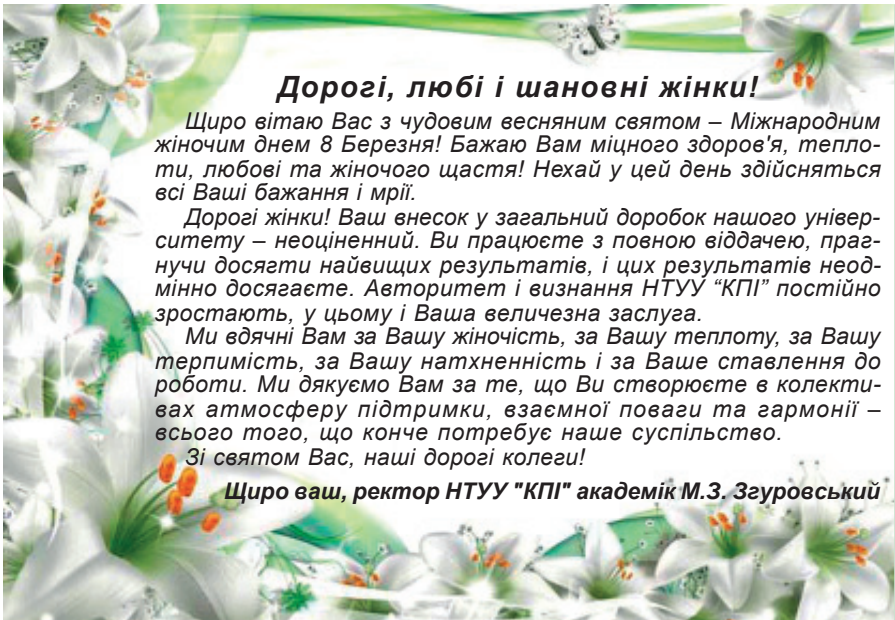 Дорогі, любі і шановні жінки!
Щиро вітаю Вас з чудовим весняним святом – Міжнародним
жіночим днем 8 Березня! Бажаю Вам міцного здоров'я, тепло-
ти, любові та жіночого щастя! Нехай у цей день здійсняться
всі Ваші бажання і мрії.
Дорогі жінки! Ваш внесок у загальний доробок нашого універ-
ситету – неоціненний. Ви працюєте з повною віддачею, праг-
нучи досягти найвищих результатів, і цих результатів неод-
мінно досягаєте. Авторитет і визнання НТУУ “КПІ” постійно
зростають, у цьому і Ваша величезна заслуга.
Ми вдячні Вам за Вашу жіночість, за Вашу теплоту, за Вашу
терпимість, за Вашу натхненність і за Ваше ставлення до
роботи. Ми дякуємо Вам за те, що Ви створюєте в колекти-
вах атмосферу підтримки, взаємної поваги та гармонії –
всього того, що конче потребує наше суспільство.
Зі святом Вас, наші дорогі колеги!
Щиро ваш, ректор НТУУ "КПІ" академік М.З. Згуровський